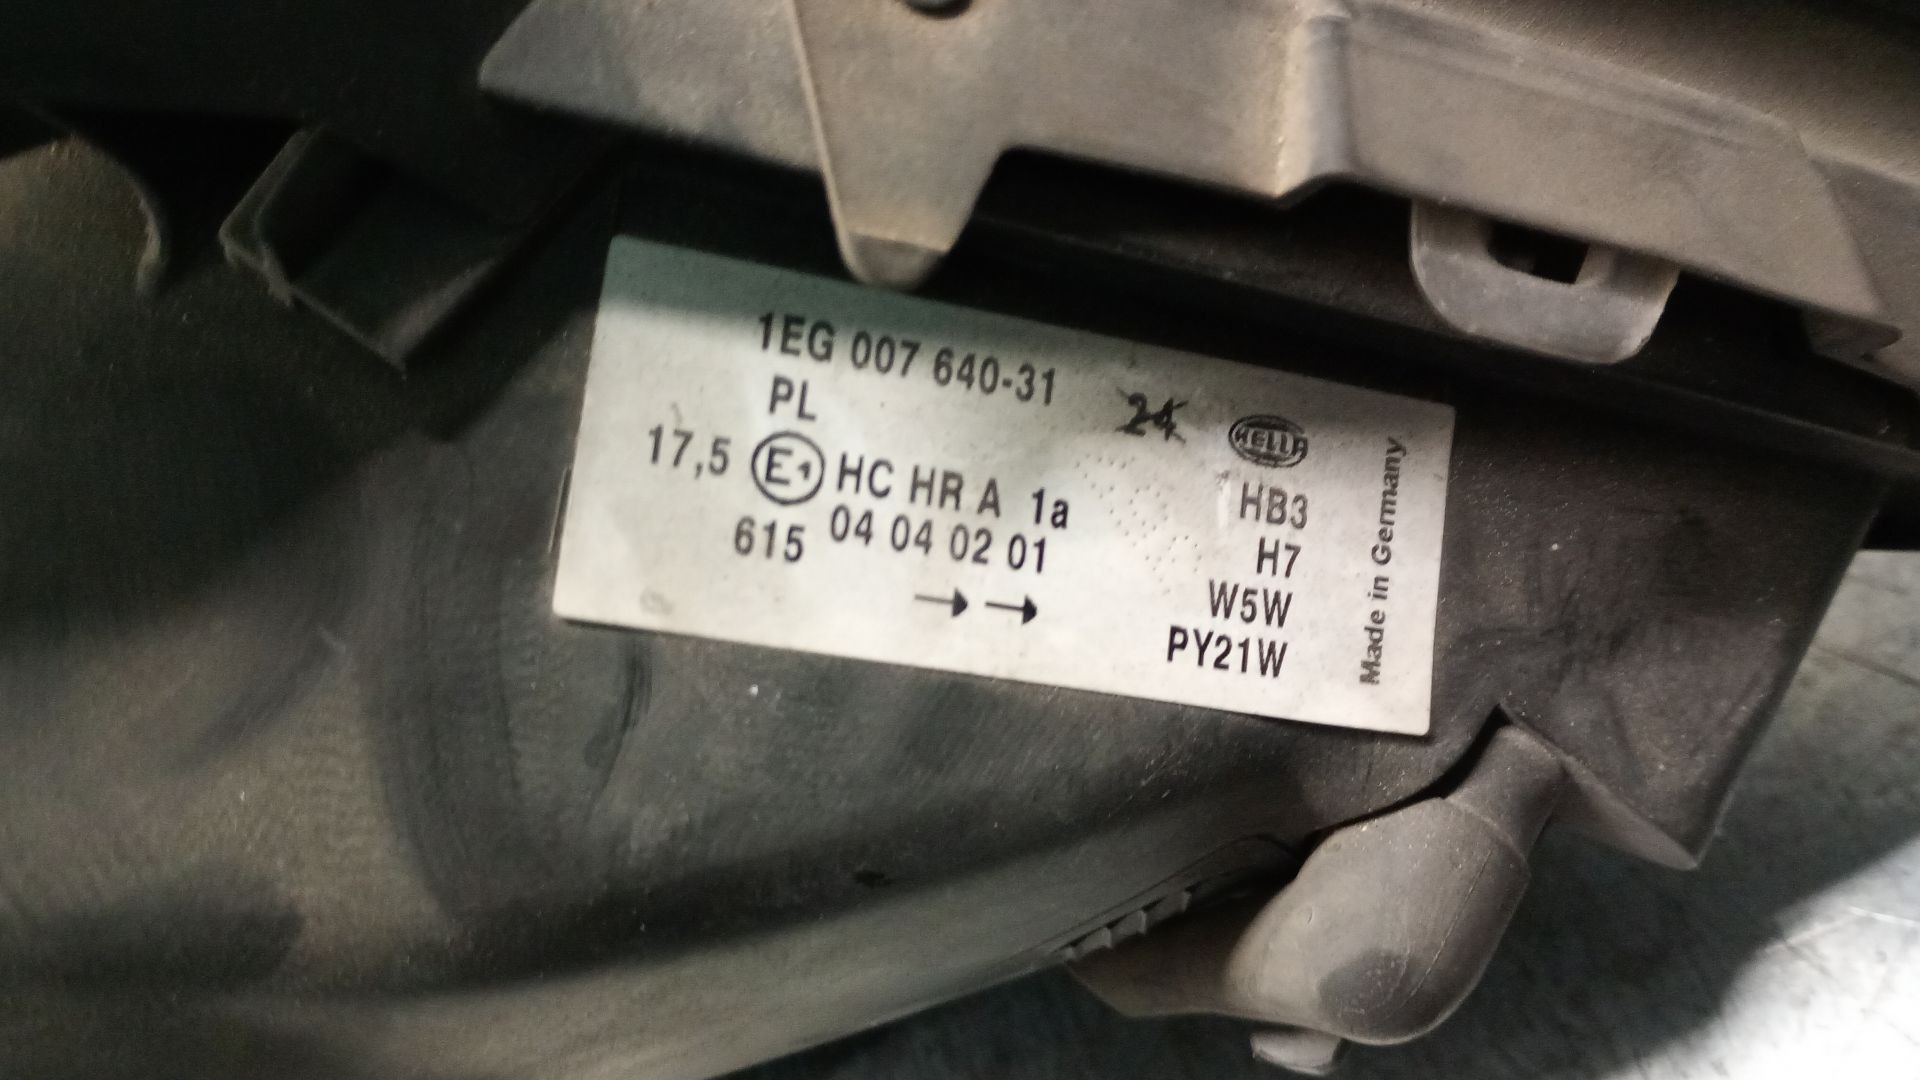 1EG 007 640-31
PL
24
HELLA
17,5 E1 HC HR A 1a
615 04 04 02 01
→ →
HB3
H7
W5W
PY21W
Made in Germany